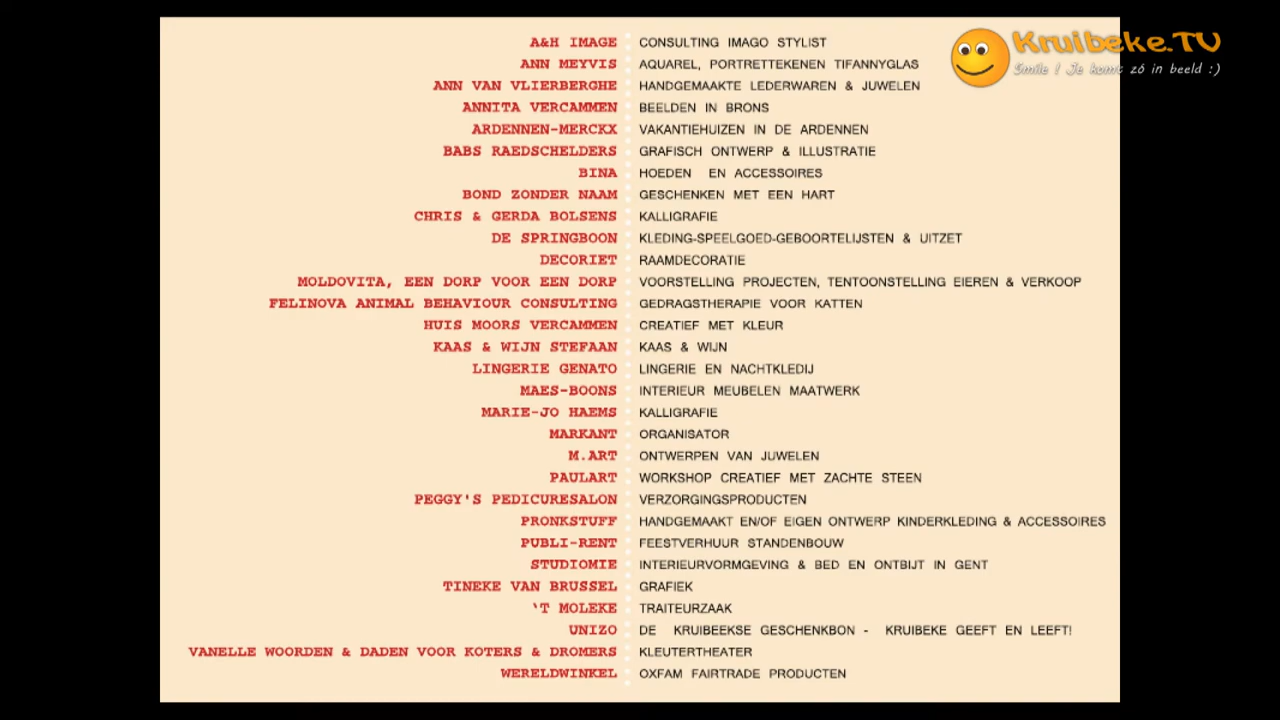 Kruibeke.TV
Smile ! Je komt zó in beeld :)
A&H IMAGE CONSULTING IMAGO STYLIST
ANN MEYVIS AQUAREL, PORTRETTEKENEN TIFANNYGLAS
ANN VAN VLIERBERGHE HANDGEMAAKTE LEDERWAREN & JUWELEN
ANNITA VERCAMMEN BEELDEN IN BRONS
ARDENNEN-MERCKX VAKANTIEHUIZEN IN DE ARDENNEN
BABS RAEDSCHELDERS GRAFISCH ONTWERP & ILLUSTRATIE
BINA HOEDEN EN ACCESSOIRES
BOND ZONDER NAAM GESCHENKEN MET EEN HART
CHRIS & GERDA BOLSENS KALLIGRAFIE
DE SPRINGBOON KLEDING-SPEELGOED-GEBOORTELIJSTEN & UITZET
DECORIET RAAMDECORATIE
MOLDOVITA, EEN DORP VOOR EEN DORP VOORSTELLING PROJECTEN, TENTOONSTELLING EIEREN & VERKOOP
FELINOVA ANIMAL BEHAVIOUR CONSULTING GEDRAGSTHERAPIE VOOR KATTEN
HUIS MOORS VERCAMMEN CREATIEF MET KLEUR
KAAS & WIJN STEFAAN KAAS & WIJN
LINGERIE GENATO LINGERIE EN NACHTKLEDIJ
MAES-BOONS INTERIEUR MEUBELEN MAATWERK
MARIE-JO HAEMS KALLIGRAFIE
MARKANT ORGANISATOR
M.ART ONTWERPEN VAN JUWELEN
PAULART WORKSHOP CREATIEF MET ZACHTE STEEN
PEGGY'S PEDICURESALON VERZORGINGSPRODUCTEN
PRONKSTUFF HANDGEMAAKT EN/OF EIGEN ONTWERP KINDERKLEDING & ACCESSOIRES
PUBLI-RENT FEESTVERHUUR STANDENBOUW
STUDIOMIE INTERIEURVORMGEVING & BED EN ONTBIJT IN GENT
TINEKE VAN BRUSSEL GRAFIEK
‘T MOLEKE TRAITEURZAAK
UNIZO DE KRUIBEEKSE GESCHENKBON - KRUIBEKE GEEFT EN LEEFT!
VANELLE WOORDEN & DADEN VOOR KOTERS & DROMERS KLEUTERTHEATER
WERELDWINKEL OXFAM FAIRTRADE PRODUCTEN